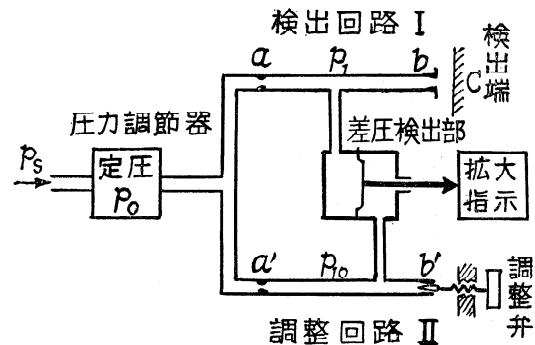 検出回路 I
a
p₁
b
C
検出端
圧力調節器
差圧検出部
pS
定圧
p₀
拡大
指示
a′
p₁₀
b′
調整弁
調整回路 II